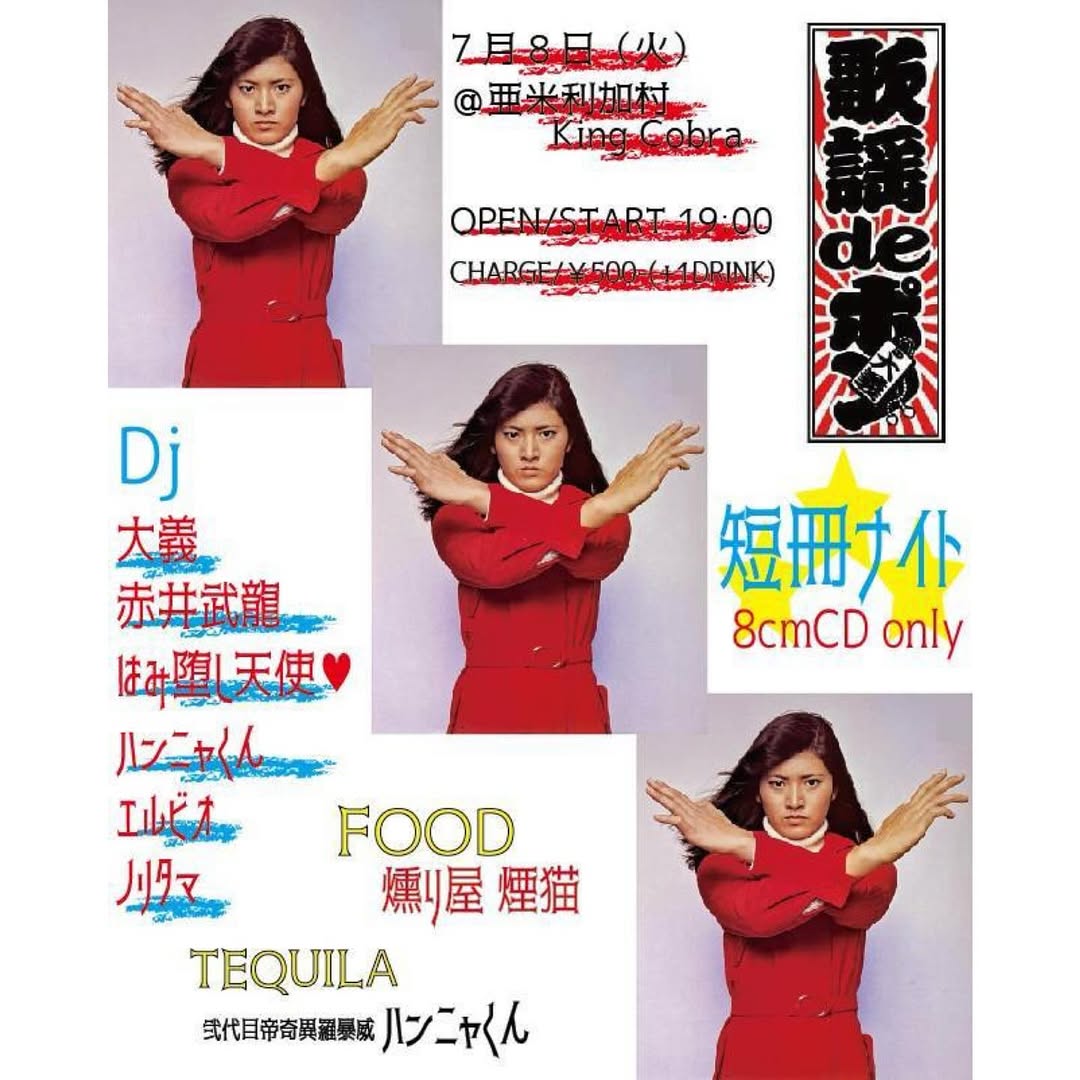 7月8日（火）
@亜米利加村
King Cobra
OPEN/START 19:00
CHARGE/￥500-(+1DRINK)
歌謡deポン
短冊ナイト
8cmCD only
Dj
大義
赤井武龍
はみ堕し天使♥
ハンニャくん
エルビオ
ノリタマ
FOOD
燻り屋 煙猫
TEQUILA
弐代目帝奇異羅暴威 ハンニャくん